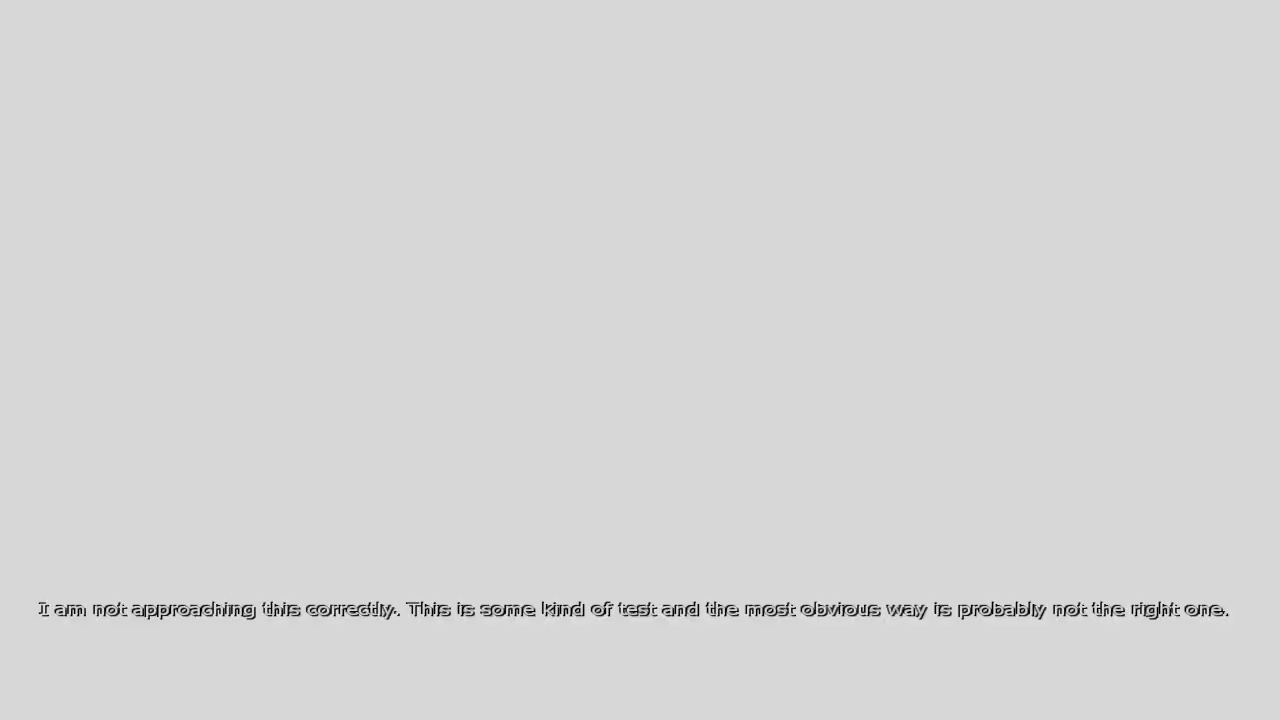 I am not approaching this correctly. This is some kind of test and the most obvious way is probably not the right one.